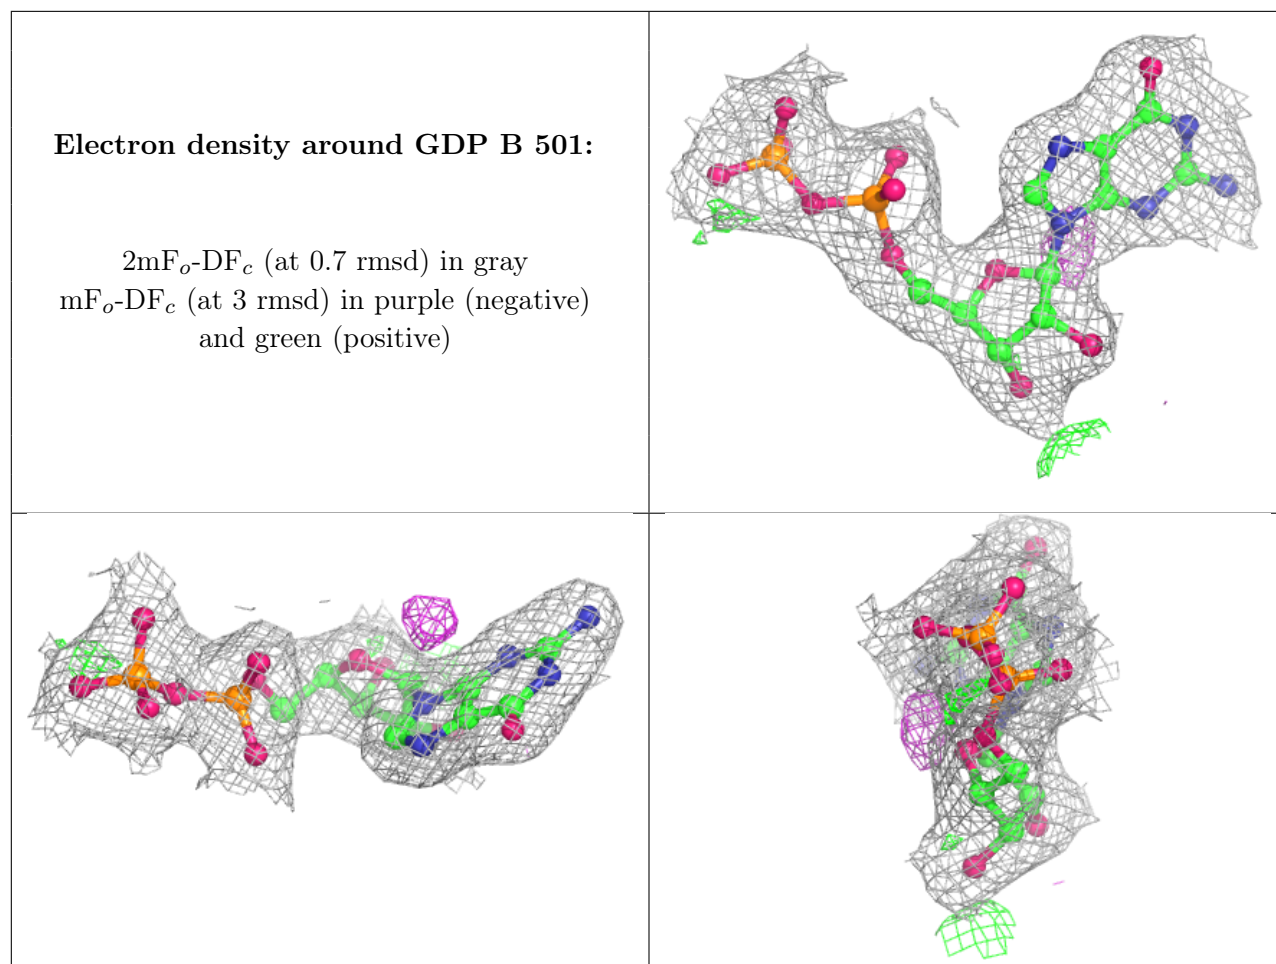 Electron density around GDP B 501:
2mFo-DFc (at 0.7 rmsd) in gray
mFo-DFc (at 3 rmsd) in purple (negative)
and green (positive)